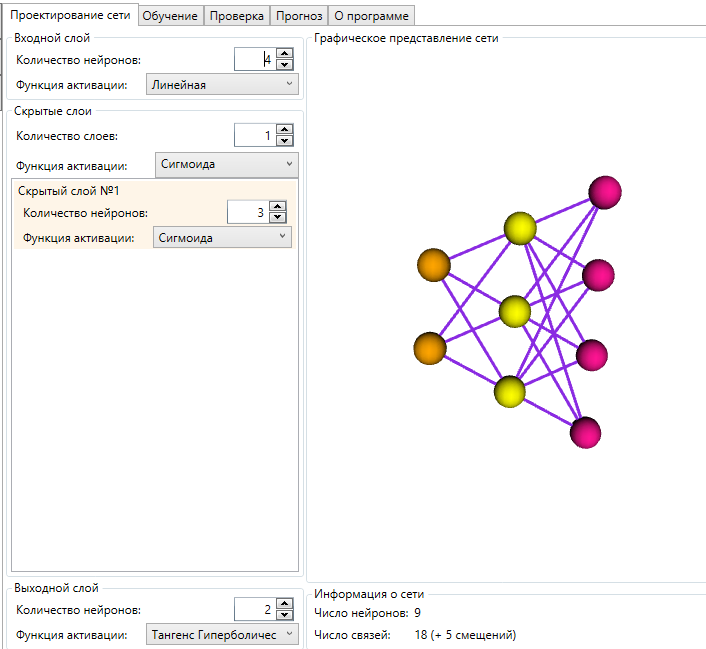 Проектирование сети Обучение Проверка Прогноз О программе
Входной слой
Количество нейронов: 4
Функция активации: Линейная
Скрытые слои
Количество слоев: 1
Функция активации: Сигмоида
Скрытый слой №1
Количество нейронов: 3
Функция активации: Сигмоида
Выходной слой
Количество нейронов: 2
Функция активации: Тангенс Гиперболичес
Графическое представление сети
Информация о сети
Число нейронов: 9
Число связей: 18 (+ 5 смещений)